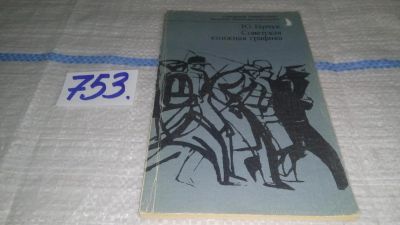 753.
Ю. Герчук
Советская
книжная графика